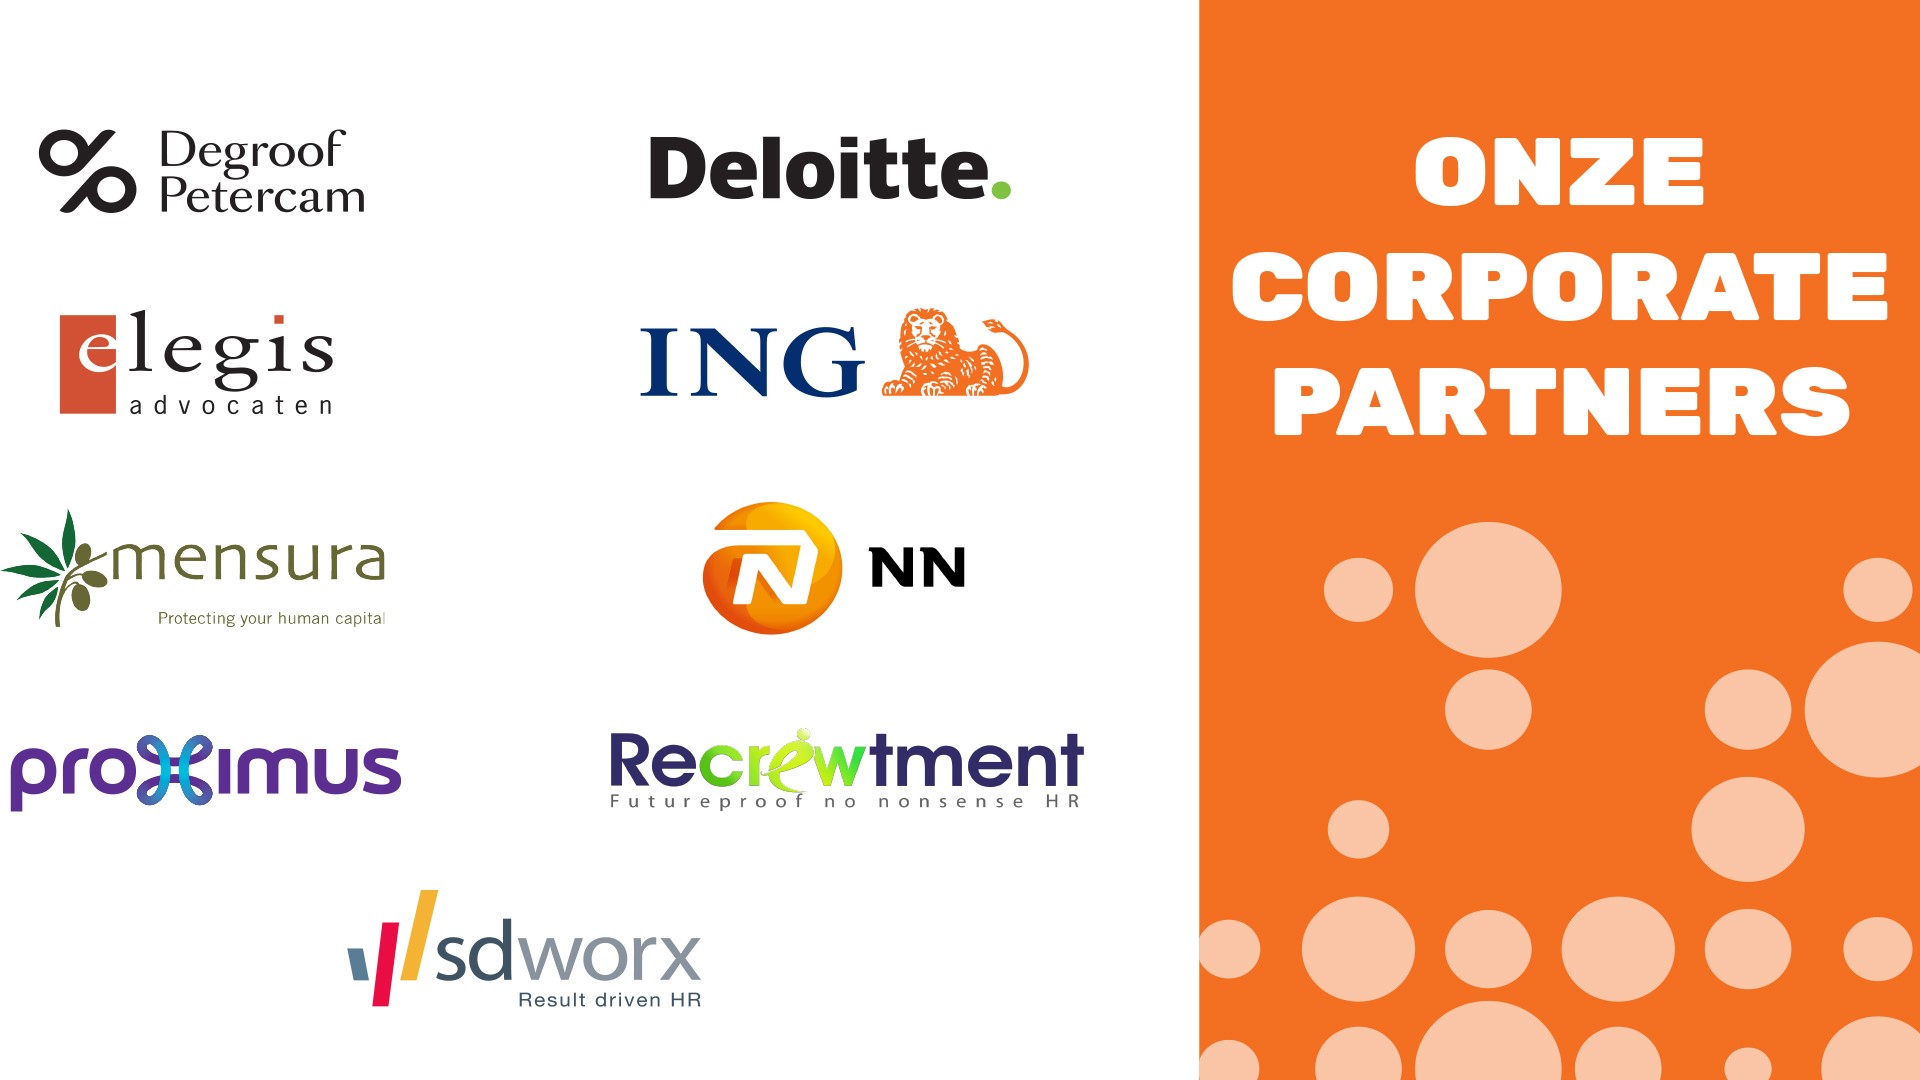 Degroof
Petercam
Deloitte.
elegis
advocaten
ING
mensura
Protecting your human capital
NN
proximus
Recrewtment
Futureproof no nonsense HR
sdworx
Result driven HR
ONZE
CORPORATE
PARTNERS